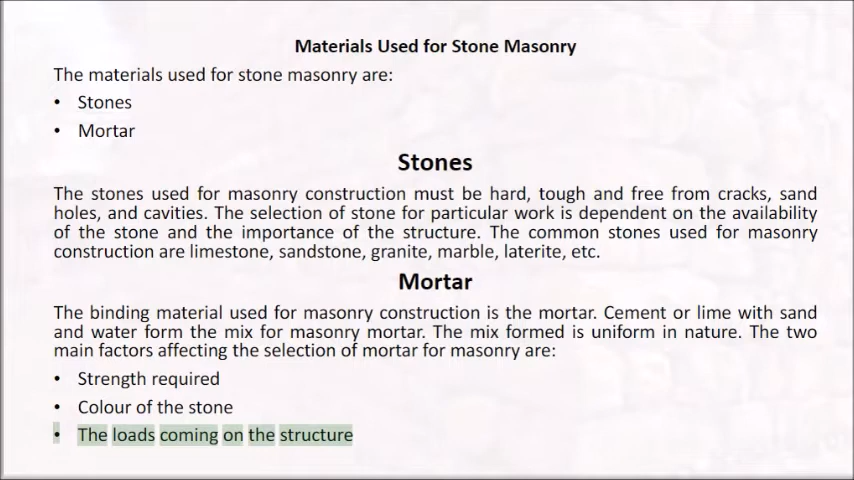 Materials Used for Stone Masonry
The materials used for stone masonry are:
• Stones
• Mortar
Stones
The stones used for masonry construction must be hard, tough and free from cracks, sand
holes, and cavities. The selection of stone for particular work is dependent on the availability
of the stone and the importance of the structure. The common stones used for masonry
construction are limestone, sandstone, granite, marble, laterite, etc.
Mortar
The binding material used for masonry construction is the mortar. Cement or lime with sand
and water form the mix for masonry mortar. The mix formed is uniform in nature. The two
main factors affecting the selection of mortar for masonry are:
• Strength required
• Colour of the stone
• The loads coming on the structure